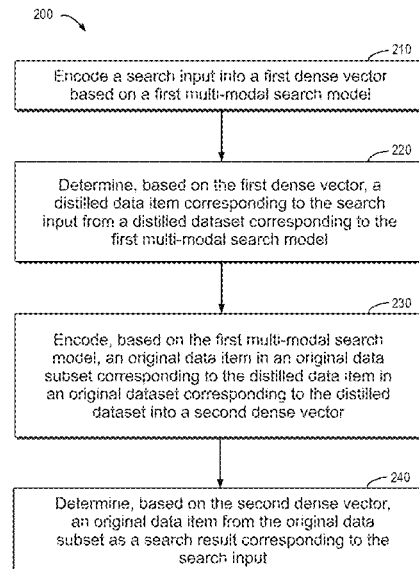 200
210
Encode a search input into a first dense vector
based on a first multi-modal search model
220
Determine, based on the first dense vector, a
distilled data item corresponding to the search
input from a distilled dataset corresponding to the
first multi-modal search model
230
Encode, based on the first multi-modal search
model, an original data item in an original data
subset corresponding to the distilled data item in
an original dataset corresponding to the distilled
dataset into a second dense vector
240
Determine, based on the second dense vector,
an original data item from the original data
subset as a search result corresponding to the
search input